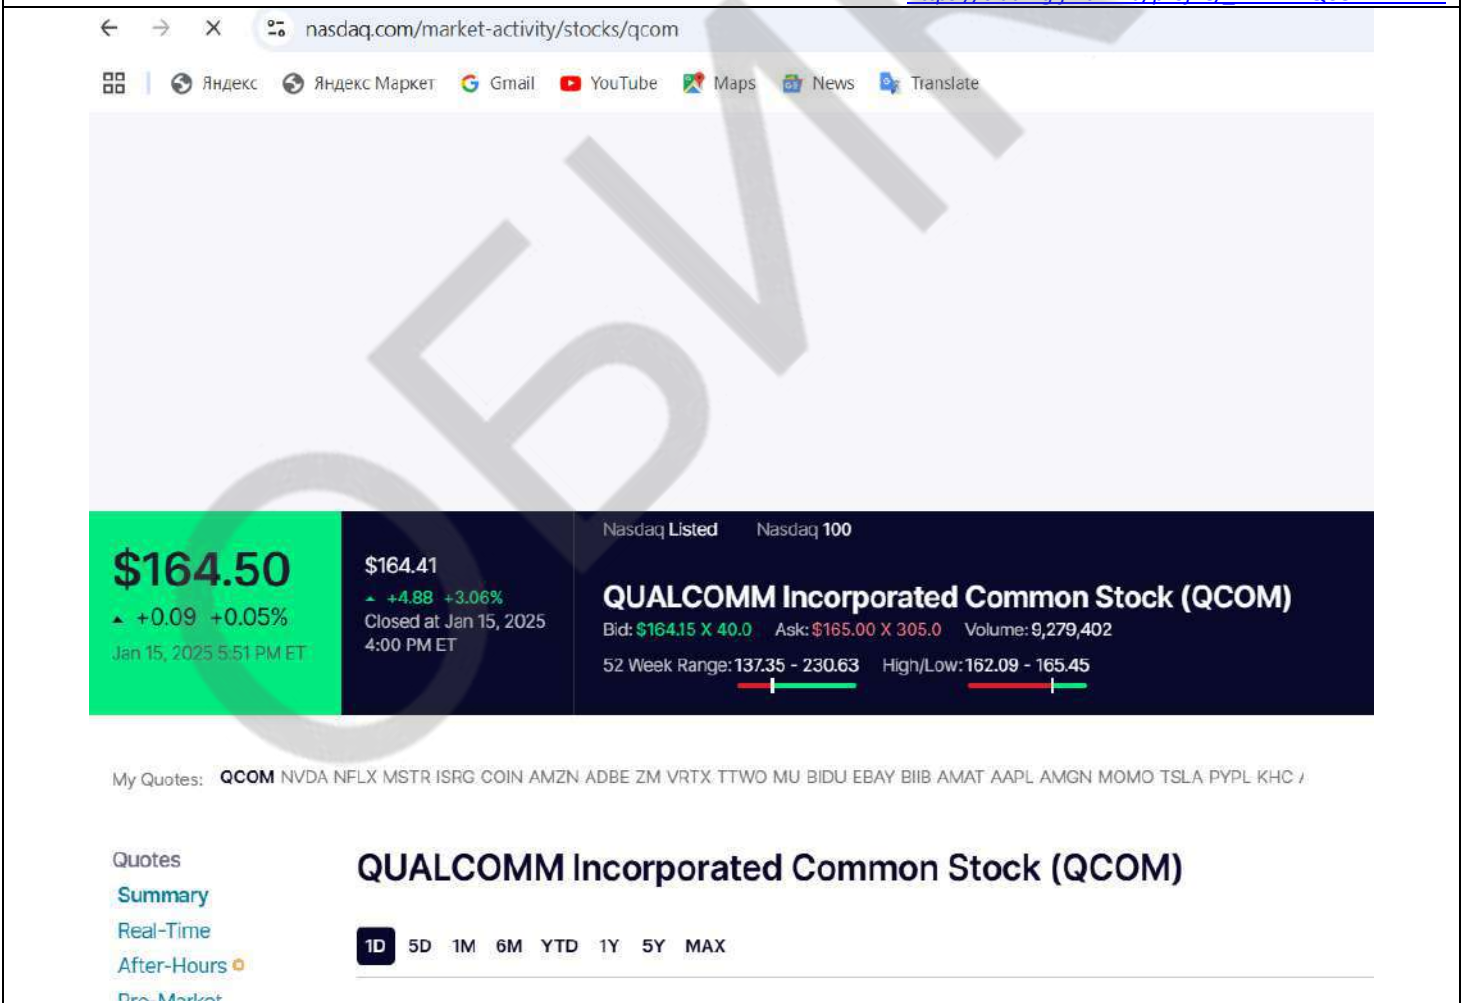 nasdaq.com/market-activity/stocks/qcom
Яндекс Яндекс Маркет Gmail YouTube Maps News Translate
ОБИ
$164.50
+0.09 +0.05%
Jan 15, 2025 5:51 PM ET
$164.41
+4.88 +3.06%
Closed at Jan 15, 2025
4:00 PM ET
Nasdaq Listed Nasdaq 100
QUALCOMM Incorporated Common Stock (QCOM)
Bid: $164.15 X 40.0 Ask: $165.00 X 305.0 Volume: 9,279,402
52 Week Range: 137.35 - 230.63 High/Low: 162.09 - 165.45
My Quotes: QCOM NVDA NFLX MSTR ISRG COIN AMZN ADBE ZM VRTX TTWO MU BIDU EBAY BIIB AMAT AAPL AMGN MOMO TSLA PYPL KHC
Quotes
Summary
Real-Time
After-Hours
Pre-Market
QUALCOMM Incorporated Common Stock (QCOM)
1D 5D 1M 6M YTD 1Y 5Y MAX